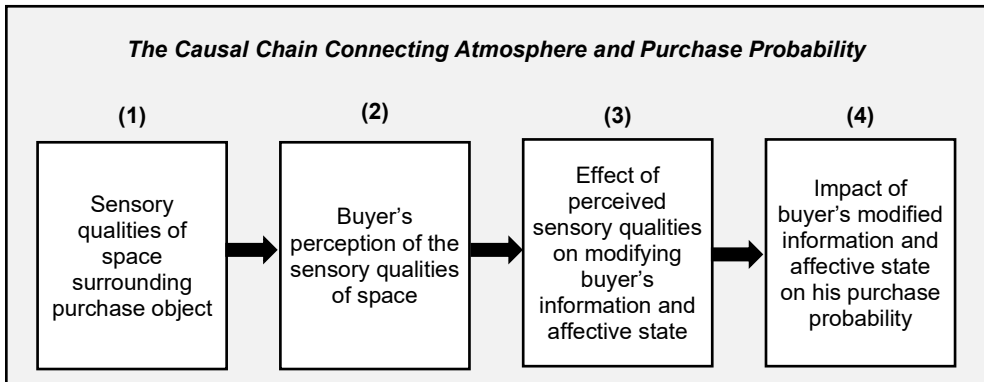 The Causal Chain Connecting Atmosphere and Purchase Probability
(1)
Sensory
qualities of
space
surrounding
purchase object
(2)
Buyer’s
perception of the
sensory qualities
of space
(3)
Effect of
perceived
sensory qualities
on modifying
buyer’s
information and
affective state
(4)
Impact of
buyer’s modified
information and
affective state
on his purchase
probability